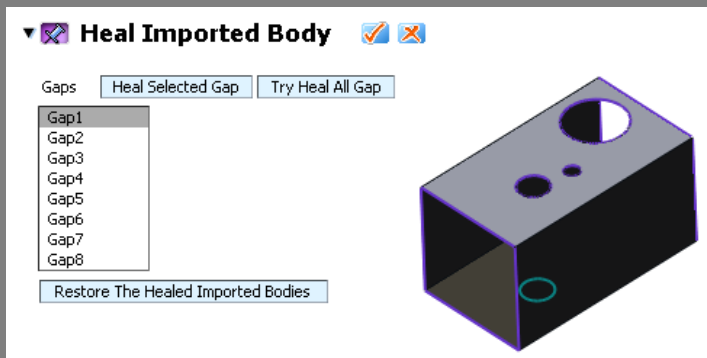 Heal Imported Body
Gaps Heal Selected Gap Try Heal All Gap
Gap1
Gap2
Gap3
Gap4
Gap5
Gap6
Gap7
Gap8
Restore The Healed Imported Bodies